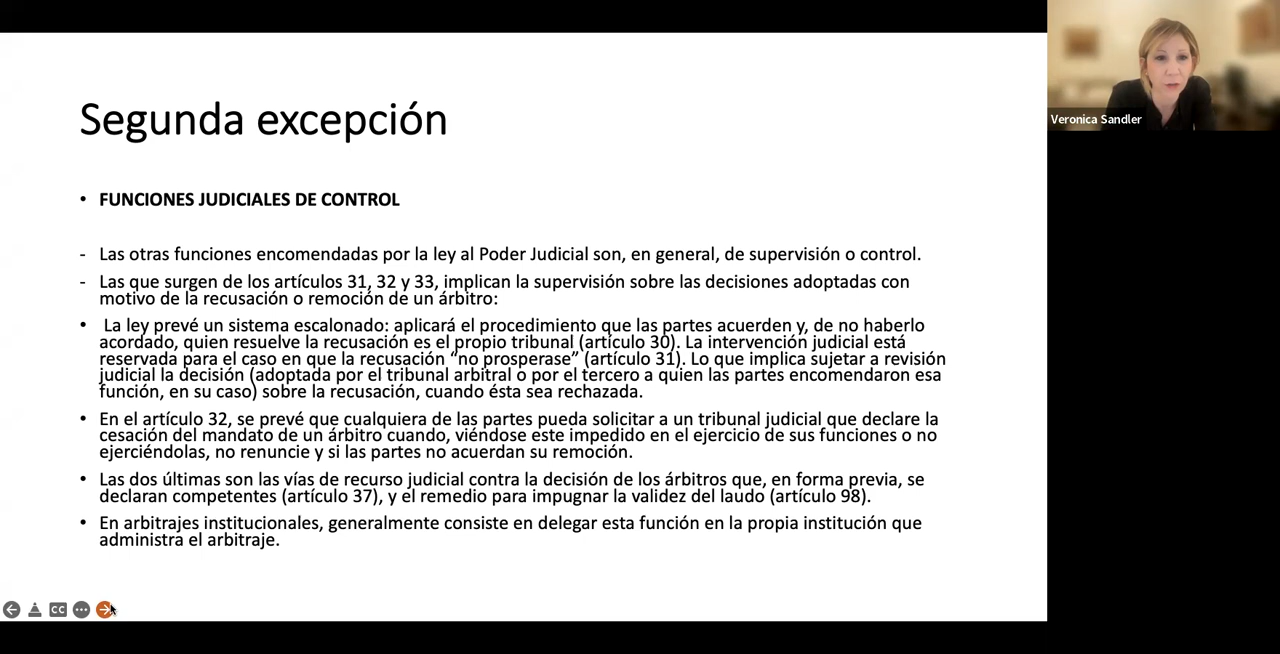 Segunda excepción
• FUNCIONES JUDICIALES DE CONTROL
- Las otras funciones encomendadas por la ley al Poder Judicial son, en general, de supervisión o control.
- Las que surgen de los artículos 31, 32 y 33, implican la supervisión sobre las decisiones adoptadas con
motivo de la recusación o remoción de un árbitro:
• La ley prevé un sistema escalonado: aplicará el procedimiento que las partes acuerden y, de no haberlo
acordado, quien resuelve la recusación es el propio tribunal (artículo 30). La intervención judicial está
reservada para el caso en que la recusación “no prosperase” (artículo 31). Lo que implica sujetar a revisión
judicial la decisión (adoptada por el tribunal arbitral o por el tercero a quien las partes encomendaron esa
función, en su caso) sobre la recusación, cuando ésta sea rechazada.
• En el artículo 32, se prevé que cualquiera de las partes pueda solicitar a un tribunal judicial que declare la
cesación del mandato de un árbitro cuando, viéndose este impedido en el ejercicio de sus funciones o no
ejerciéndolas, no renuncie y si las partes no acuerdan su remoción.
• Las dos últimas son las vías de recurso judicial contra la decisión de los árbitros que, en forma previa, se
declaran competentes (artículo 37), y el remedio para impugnar la validez del laudo (artículo 98).
• En arbitrajes institucionales, generalmente consiste en delegar esta función en la propia institución que
administra el arbitraje.
CC
Veronica Sandler